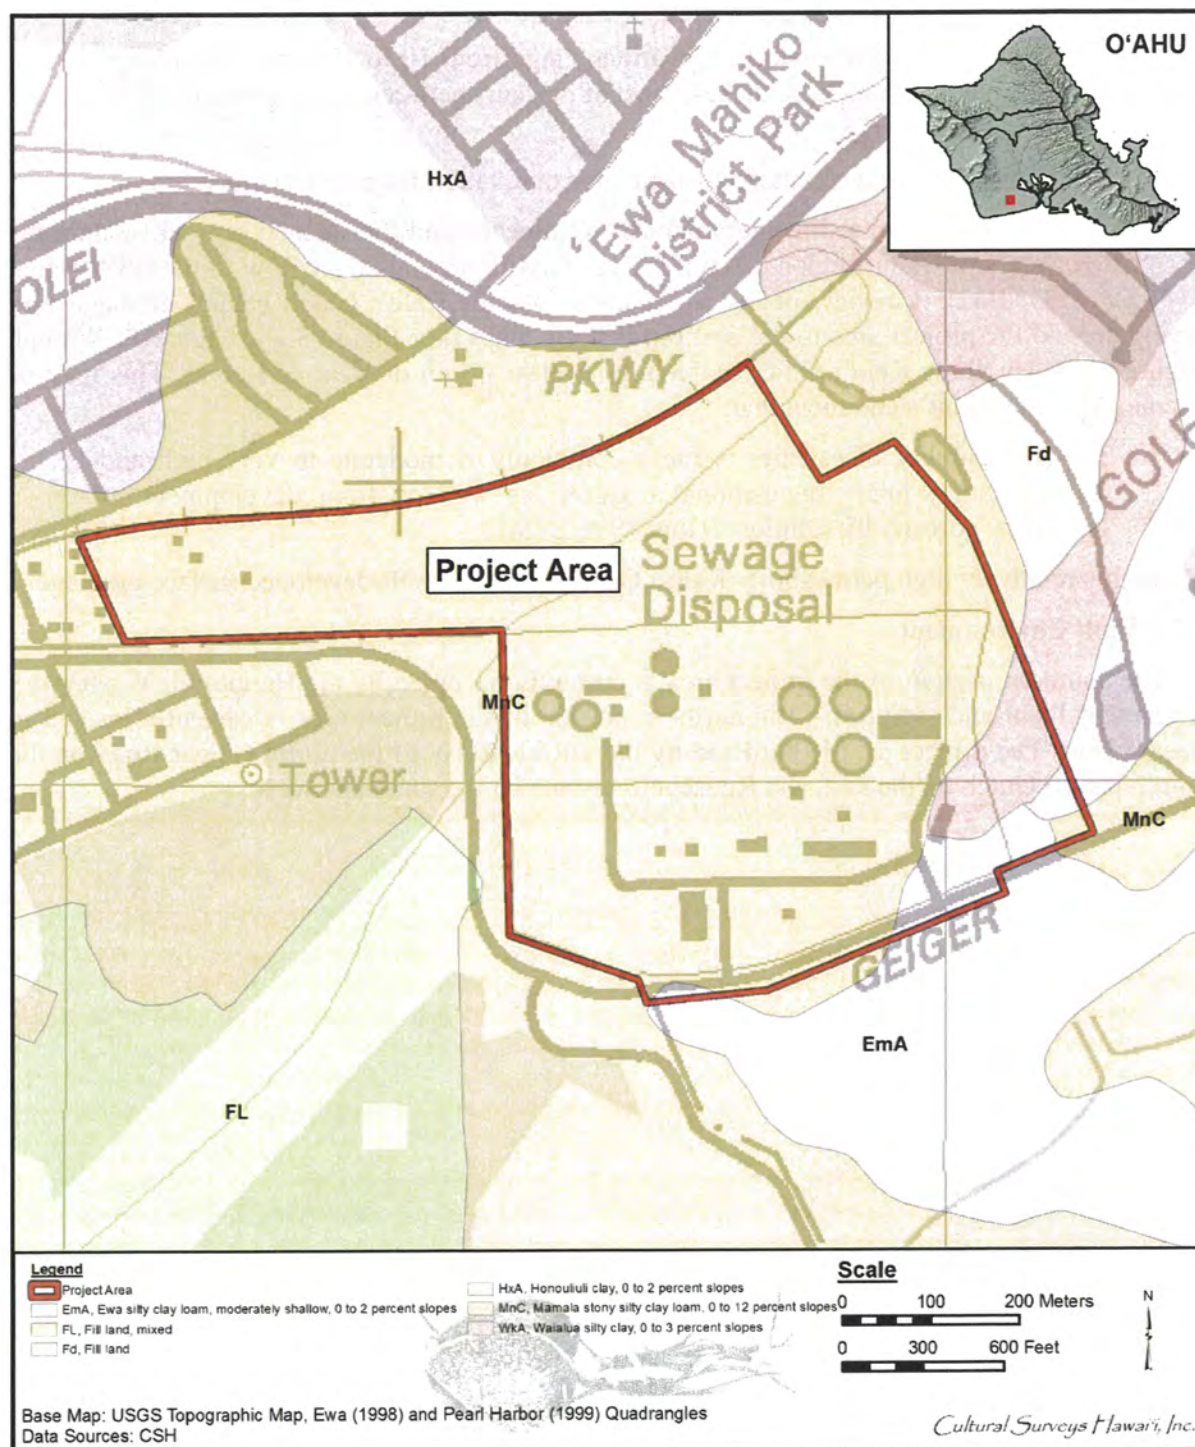 O‘AHU
‘Ewa Mahiko
District Park
HxA
OLEI
PKWY
Fd
GOLE
Project Area
Sewage
Disposal
MnC
Tower
MnC
GEIGER
EmA
FL
Legend
Project Area
EmA, Ewa silty clay loam, moderately shallow, 0 to 2 percent slopes
FL, Fill land, mixed
Fd, Fill land
HxA, Honouliuli clay, 0 to 2 percent slopes
MnC, Mamala stony silty clay loam, 0 to 12 percent slopes
WkA, Waialua silty clay, 0 to 3 percent slopes
Scale
0 100 200 Meters
0 300 600 Feet
N
Base Map: USGS Topographic Map, Ewa (1998) and Pearl Harbor (1999) Quadrangles
Data Sources: CSH
Cultural Surveys Hawai‘i, Inc.